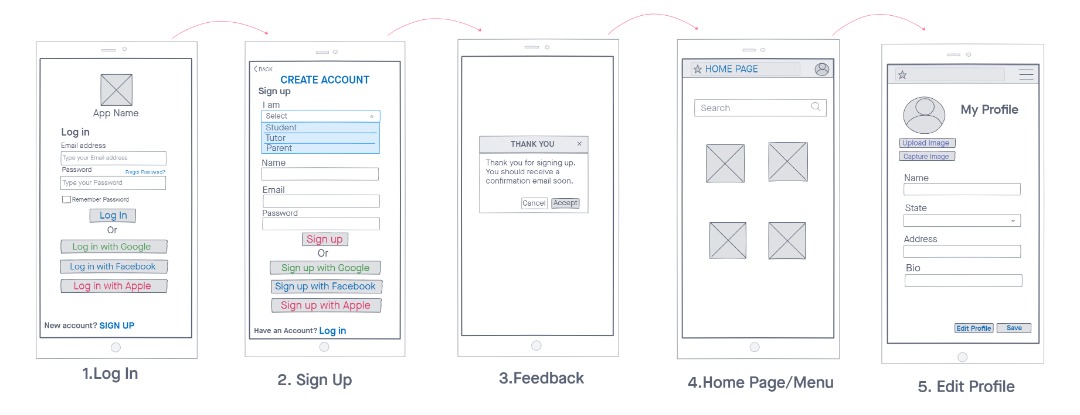 App Name
Log in
Email address
Type your Email address
Password
Forgot Password?
Type your Password
Remember Password
Log In
Or
Log in with Google
Log in with Facebook
Log in with Apple
New account? SIGN UP
1.Log In
BACK
CREATE ACCOUNT
Sign up
I am
Select
Student
Tutor
Parent
Name
Email
Password
Sign up
Or
Sign up with Google
Sign up with Facebook
Sign up with Apple
Have an Account? Log in
2. Sign Up
THANK YOU
Thank you for signing up.
You should receive a
confirmation email soon.
Cancel
Accept
3.Feedback
HOME PAGE
Search
4.Home Page/Menu
My Profile
Upload Image
Capture Image
Name
State
Address
Bio
Edit Profile
Save
5. Edit Profile